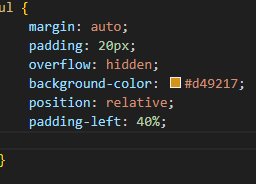 ul {
margin: auto;
padding: 20px;
overflow: hidden;
background-color: #d49217;
position: relative;
padding-left: 40%;
}